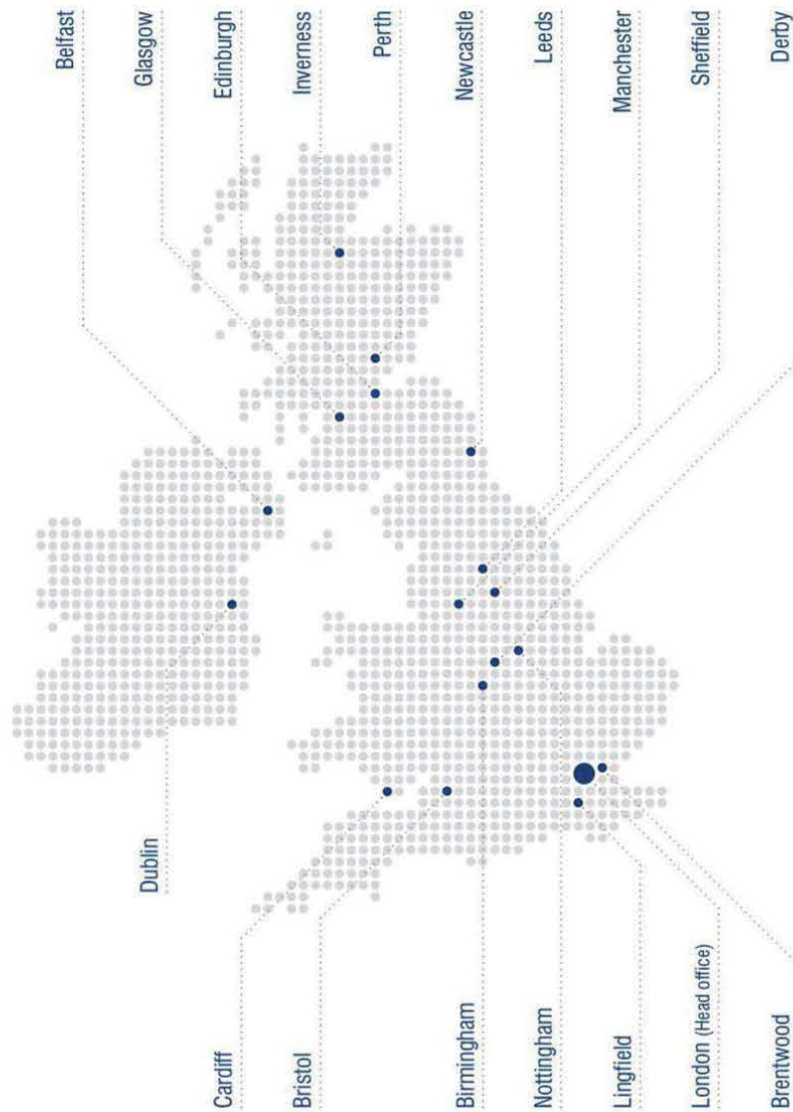 Belfast
Glasgow
Edinburgh
Inverness
Perth
Newcastle
Leeds
Manchester
Sheffield
Derby
Dublin
Cardiff
Bristol
Birmingham
Nottingham
Lingfield
London (Head office)
Brentwood